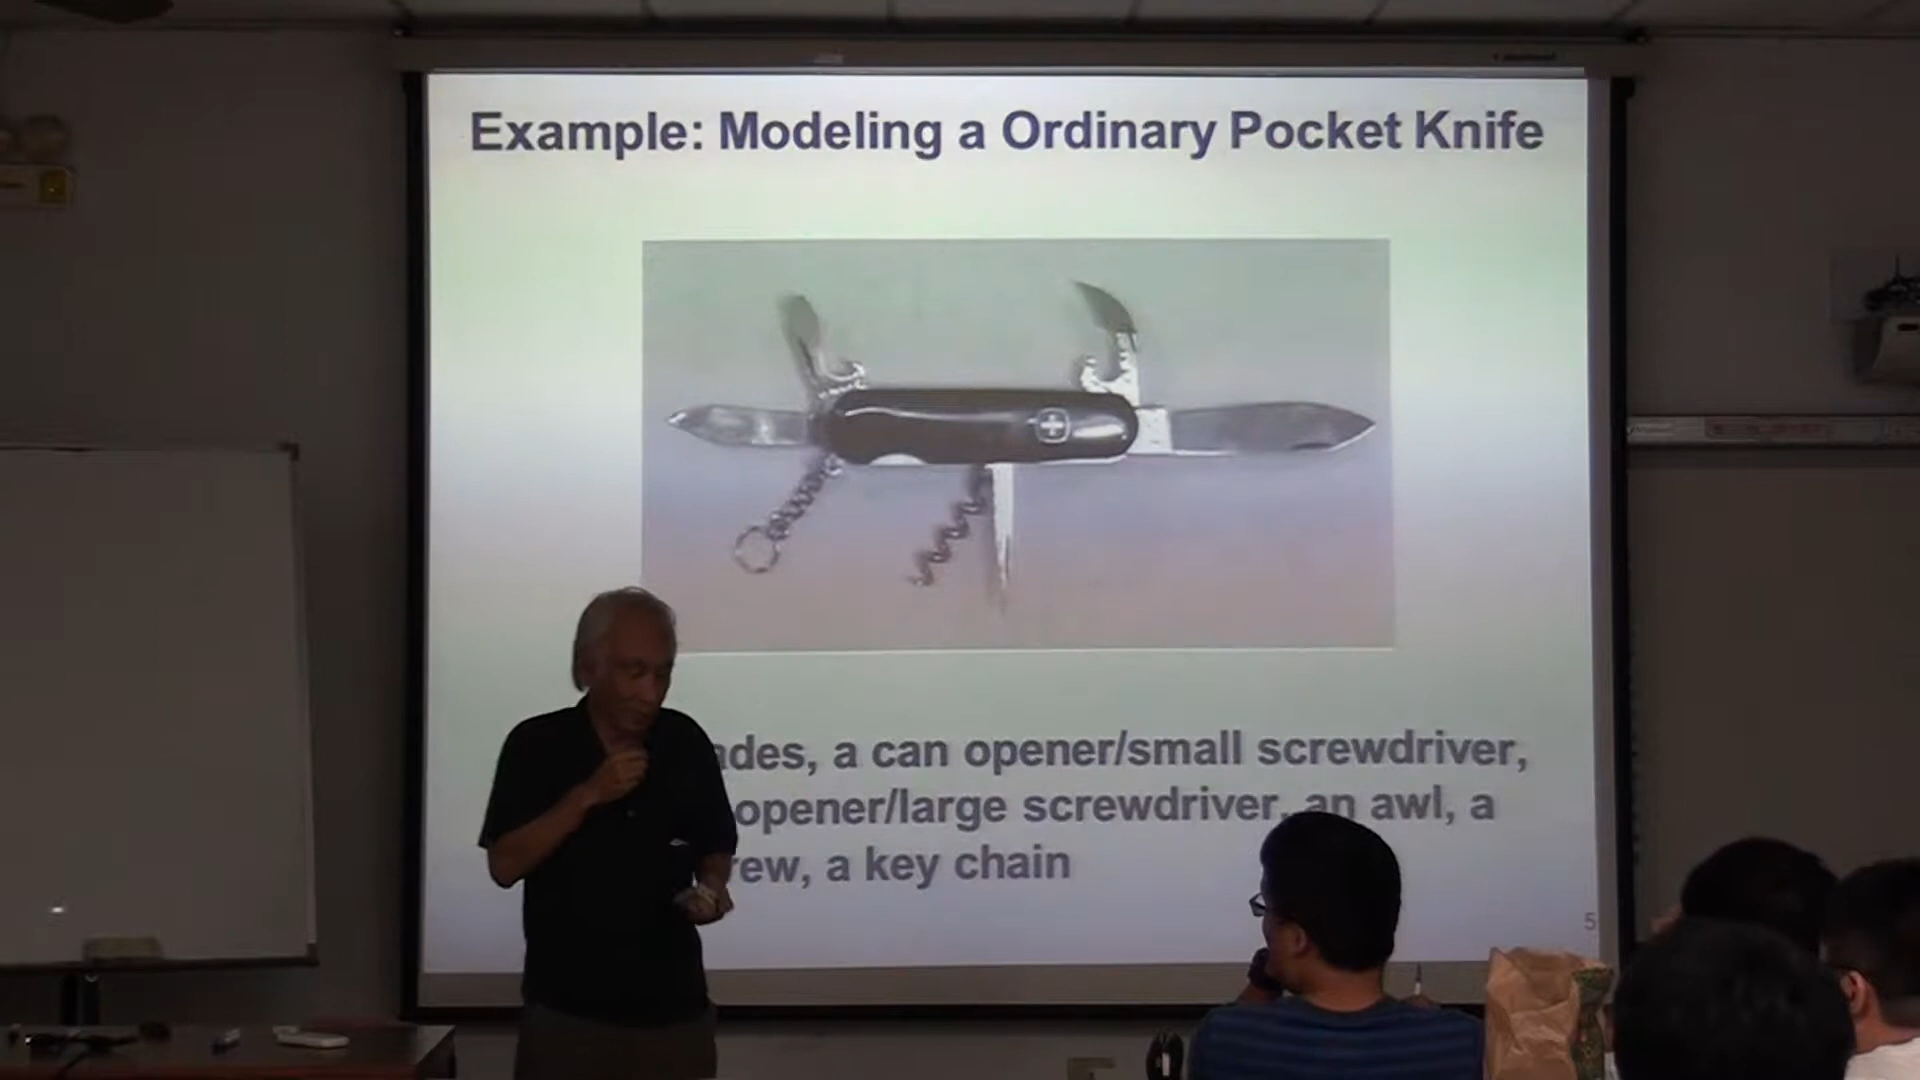 Example: Modeling a Ordinary Pocket Knife
ades, a can opener/small screwdriver,
opener/large screwdriver, an awl, a
rew, a key chain
5